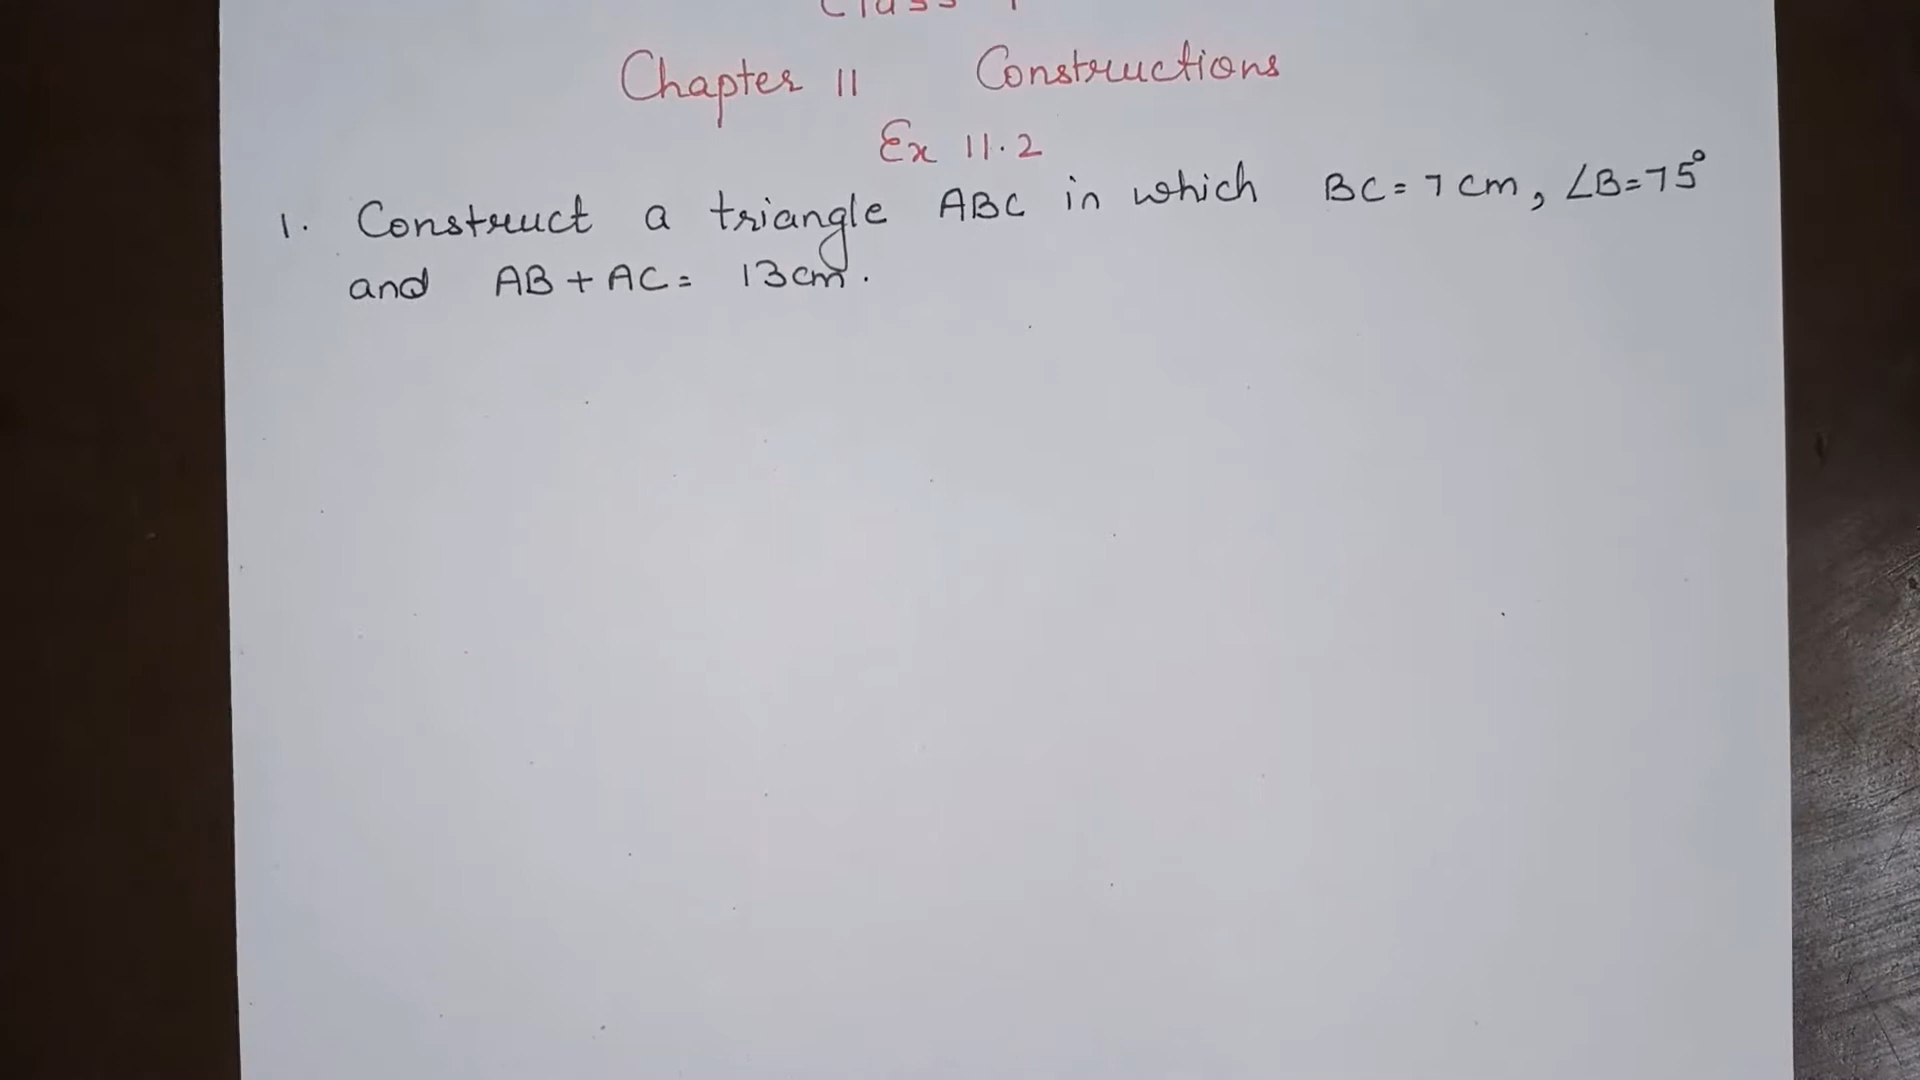 Class
Chapter 11 Constructions
Ex 11.2
1. Construct a triangle ABC in which BC = 7 cm, ∠B = 75°
and AB + AC = 13 cm.